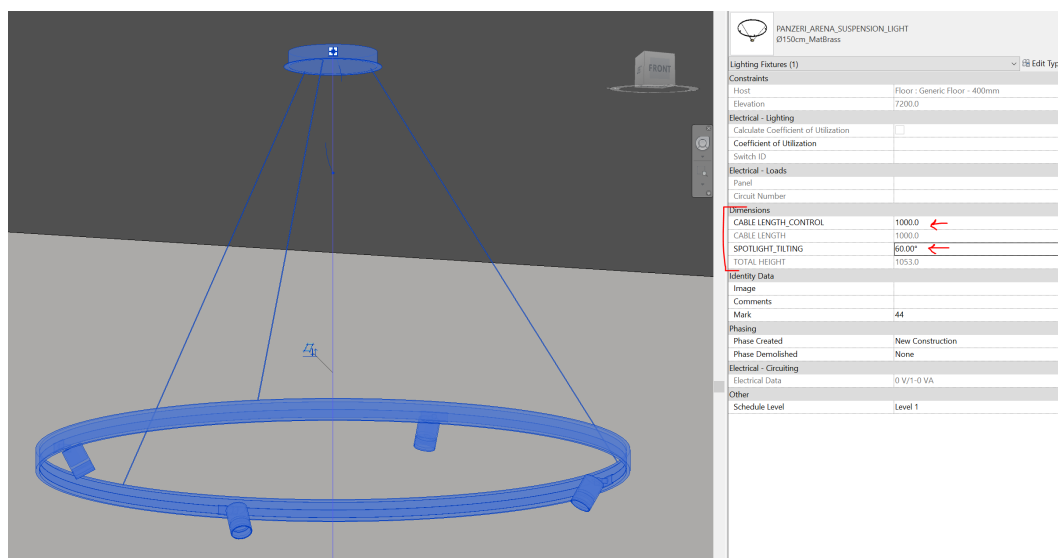 FRONT
PANZERI_ARENA_SUSPENSION_LIGHT
Ø150cm_MatBrass
Lighting Fixtures (1)
Edit Typ
Constraints
Host Floor : Generic Floor - 400mm
Elevation 7200.0
Electrical - Lighting
Calculate Coefficient of Utilization
Coefficient of Utilization
Switch ID
Electrical - Loads
Panel
Circuit Number
Dimensions
CABLE LENGTH_CONTROL 1000.0
CABLE LENGTH 1000.0
SPOTLIGHT_TILTING 60.00°
TOTAL HEIGHT 1053.0
Identity Data
Image
Comments
Mark 44
Phasing
Phase Created New Construction
Phase Demolished None
Electrical - Circuiting
Electrical Data 0 V/1-0 VA
Other
Schedule Level Level 1